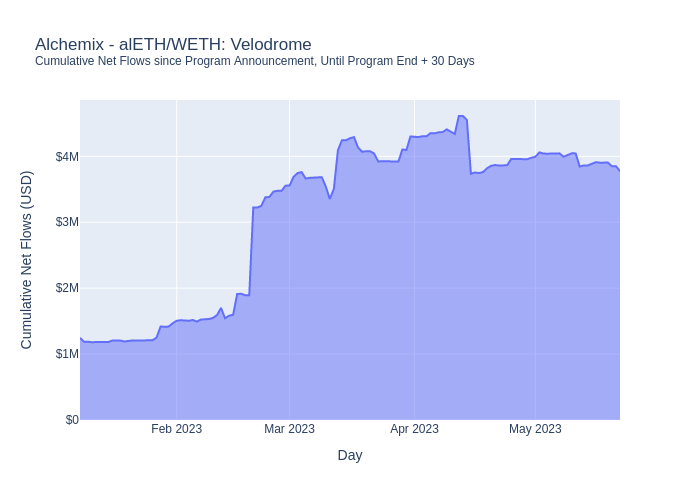 Alchemix - alETH/WETH: Velodrome
Cumulative Net Flows since Program Announcement, Until Program End + 30 Days
Cumulative Net Flows (USD)
$4M
$3M
$2M
$1M
$0
Feb 2023 Mar 2023 Apr 2023 May 2023
Day